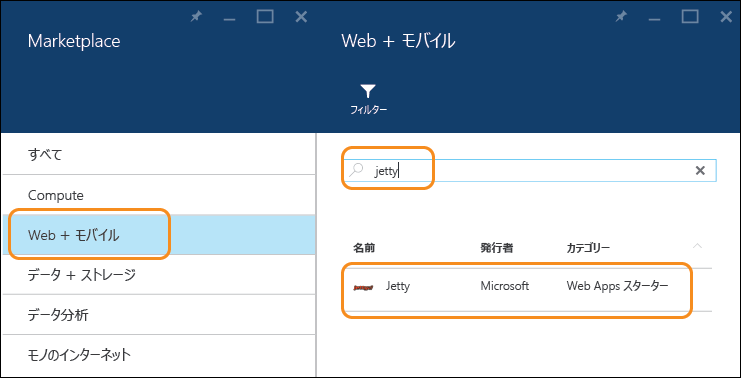 Marketplace
すべて
Compute
Web + モバイル
データ + ストレージ
データ分析
モノのインターネット
Web + モバイル
フィルター
jetty
名前 発行者 カテゴリー
Jetty Microsoft Web Apps スターター